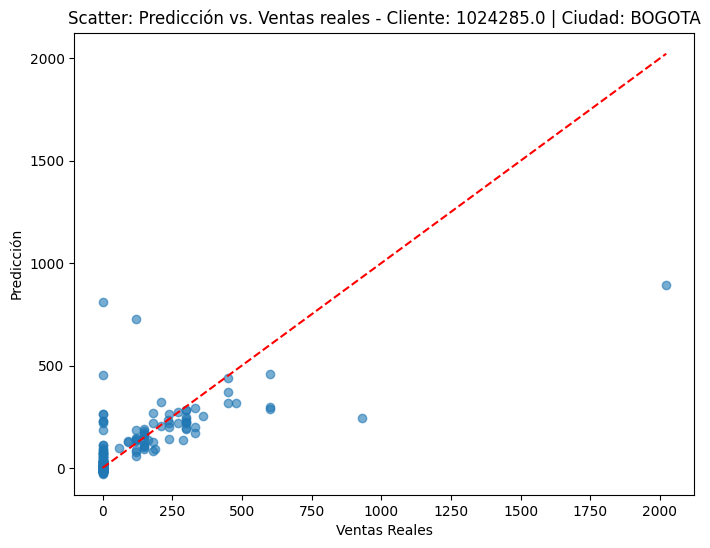 Scatter: Predicción vs. Ventas reales - Cliente: 1024285.0 | Ciudad: BOGOTA
2000
1500
1000
500
0
Predicción
0 250 500 750 1000 1250 1500 1750 2000
Ventas Reales